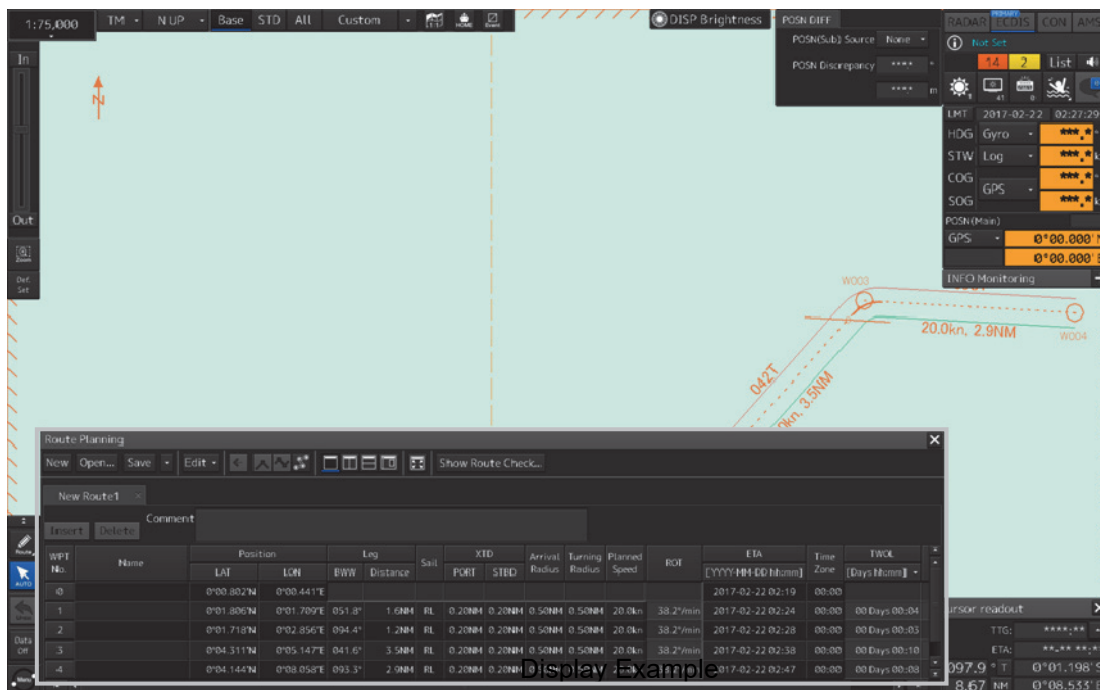 1:75,000
TM
N UP
Base
STD
All
Custom
HOME
Event
DISP Brightness
POSN DIFF
POSN(Sub) Source None
POSN Discrepancy ****°
**** m
RADAR
PRIMARY
ECDIS
CON
AMS
Not Set
14
2
List
In
Out
Zoom
Def.
Set
N
LMT 2017-02-22 02:27:29
HDG Gyro ***.*
STW Log ***.*
COG
GPS
***.*
SOG ***.*
POSN(Main)
GPS 0°00.000'N
0°00.000'E
INFO Monitoring
W003
W004
20.0kn, 2.9NM
042T
0kn, 3.5NM
Route Planning
New Open... Save Edit Show Route Check...
New Route1
Insert Delete Comment
WPT No. Name Position LAT LON Leg BWW Distance Sail XTD PORT STBD Arrival Radius Turning Radius Planned Speed ROT ETA [YYYY-MM-DD hh:mm] Time Zone TWOL [Days hh:mm]
0 0°00.802'N 0°00.441'E 2017-02-22 02:19 00:00
1 0°01.806'N 0°01.709'E 051.8° 1.6NM RL 0.20NM 0.20NM 0.50NM 0.50NM 20.0kn 38.2°/min 2017-02-22 02:24 00:00 00 Days 00:04
2 0°01.718'N 0°02.856'E 094.4° 1.2NM RL 0.20NM 0.20NM 0.50NM 0.50NM 20.0kn 38.2°/min 2017-02-22 02:28 00:00 00 Days 00:03
3 0°04.311'N 0°05.147'E 041.6° 3.5NM RL 0.20NM 0.20NM 0.50NM 0.50NM 20.0kn 38.2°/min 2017-02-22 02:38 00:00 00 Days 00:10
4 0°04.144'N 0°08.058'E 093.3° 2.9NM RL 0.20NM 0.20NM 0.50NM 0.50NM 2017-02-22 02:47 00:00 00 Days 00:08
Display Example
Route
AUTO
Undo
Data
Off
Menu
ursor readout
TTG: ****:**
ETA: **-** **:**
097.9 ° T 0°01.198'S
8.67 NM 0°08.533'E